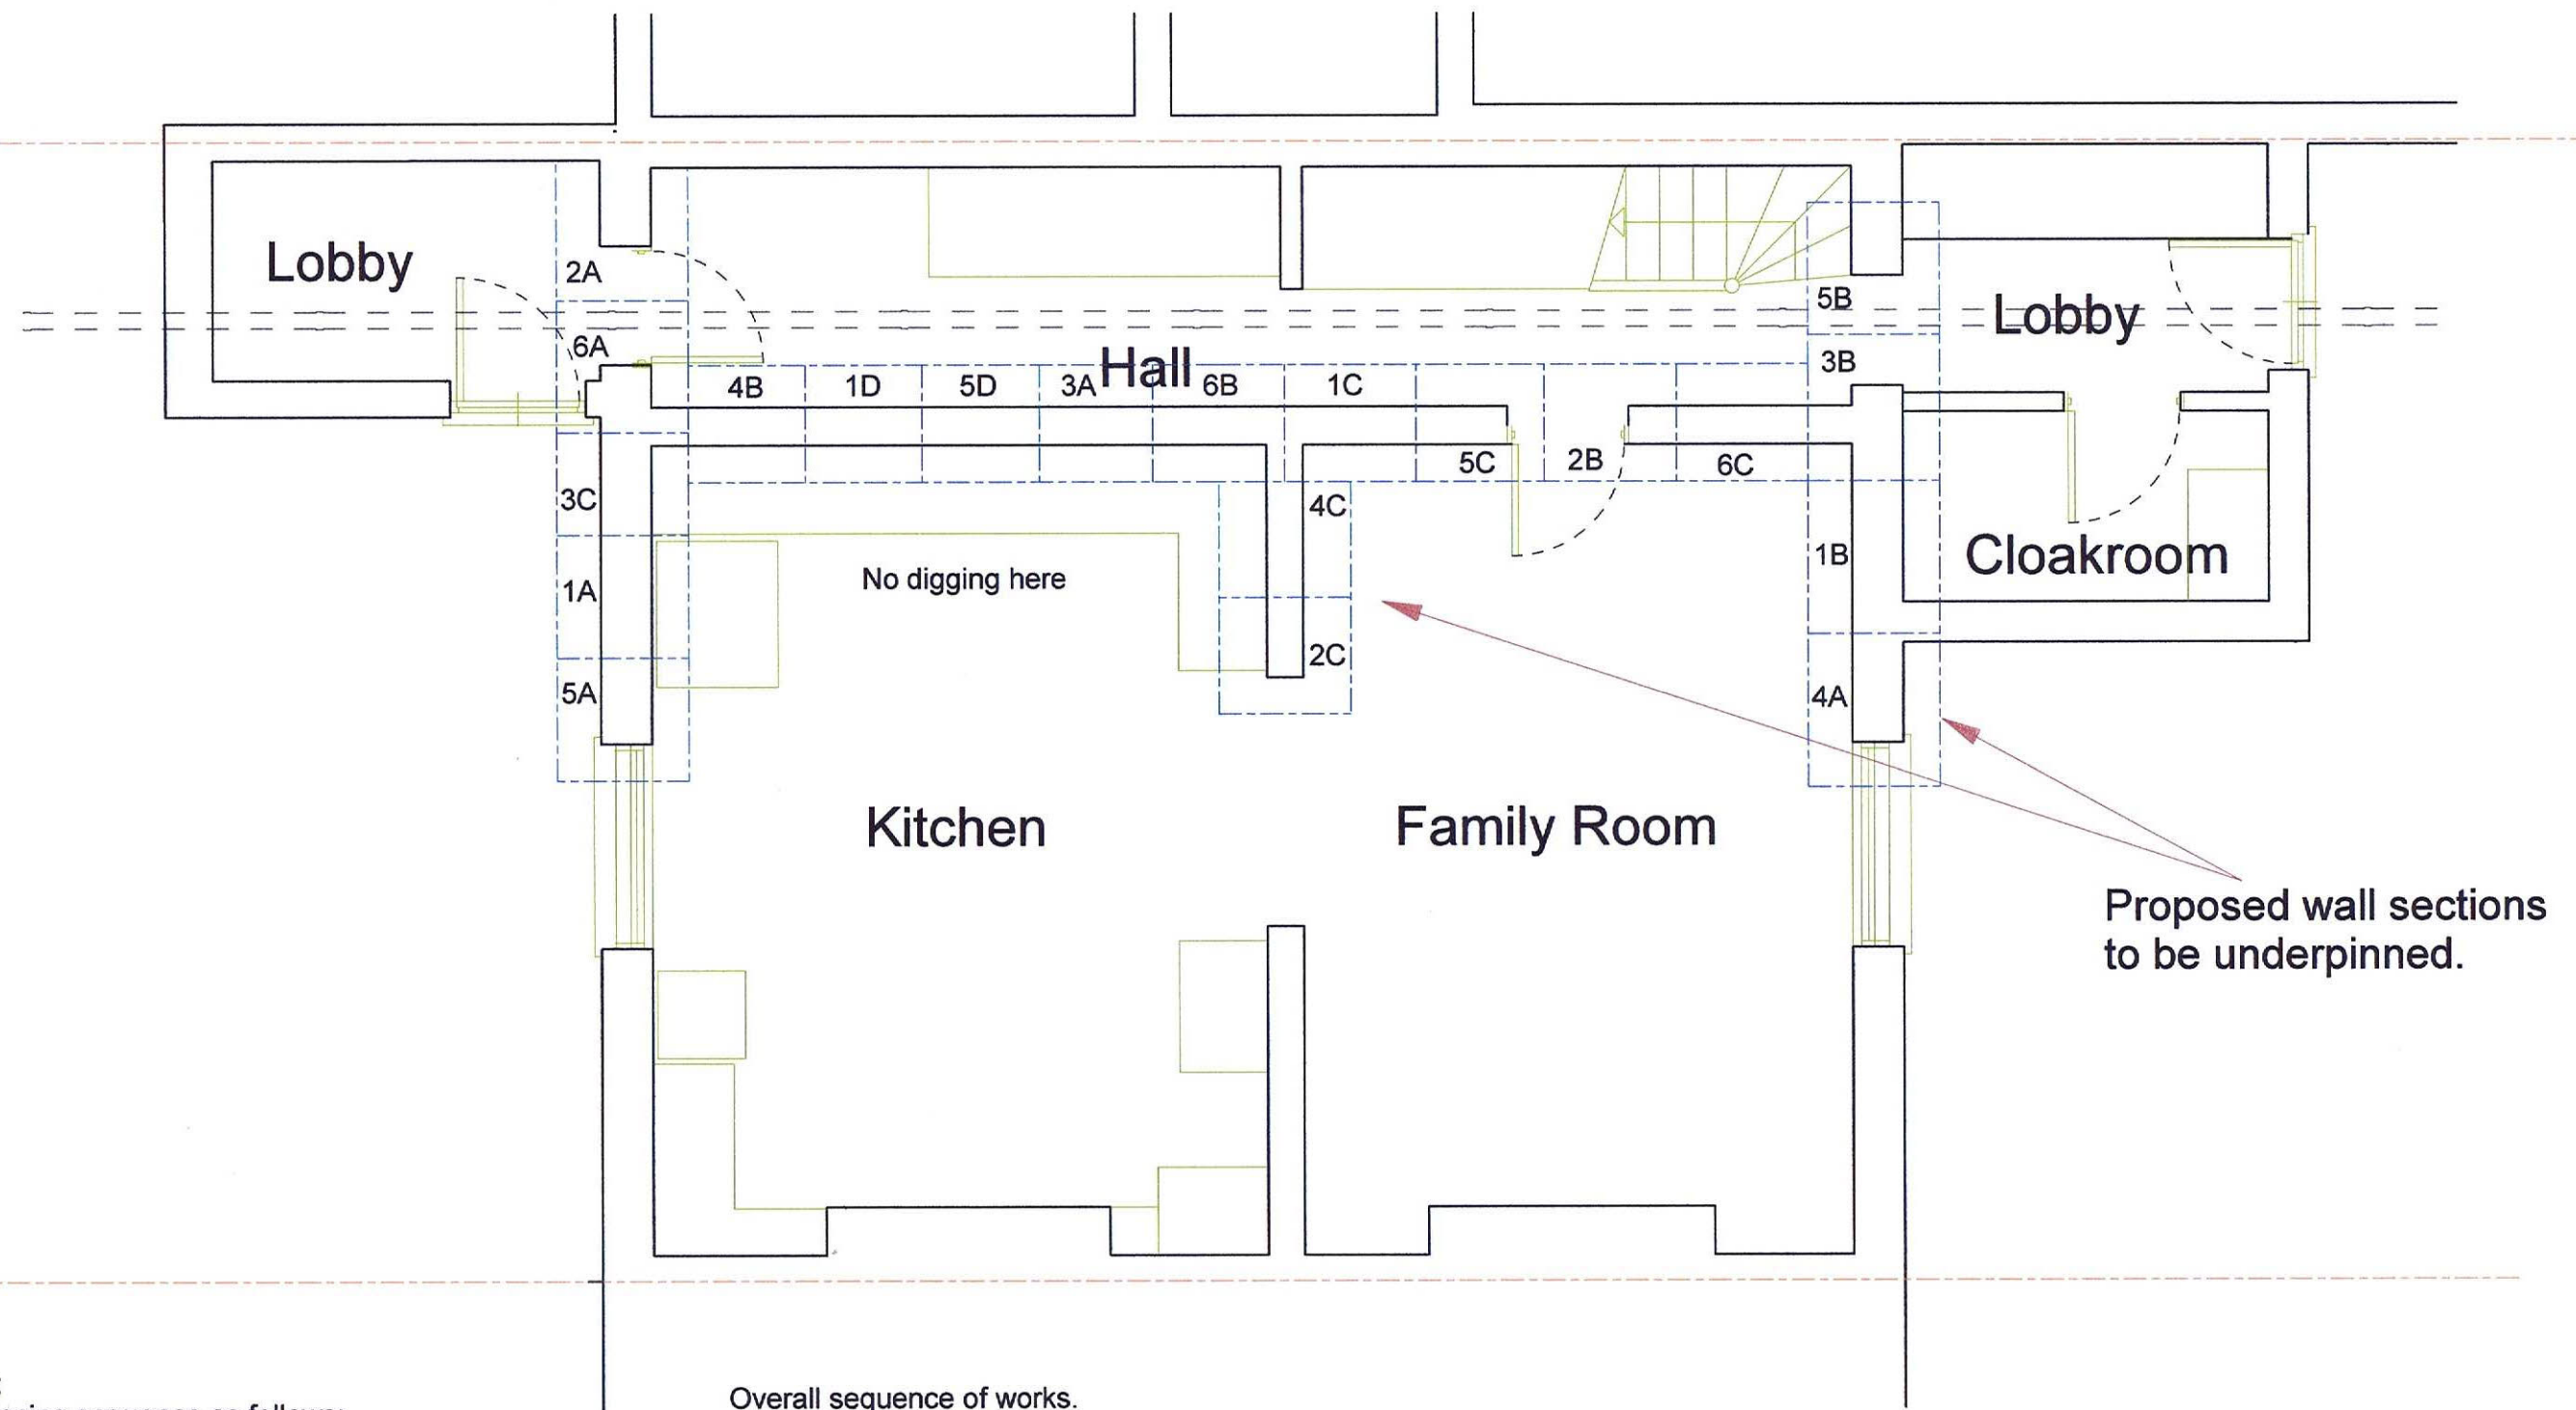 Lobby
2A
6A
Hall
5B
Lobby
3B
4B 1D 5D 3A 6B 1C
5C 2B 6C
3C
4C
1B
Cloakroom
No digging here
1A
2C
5A
4A
Kitchen
Family Room
Proposed wall sections
to be underpinned.
Overall sequence of works.